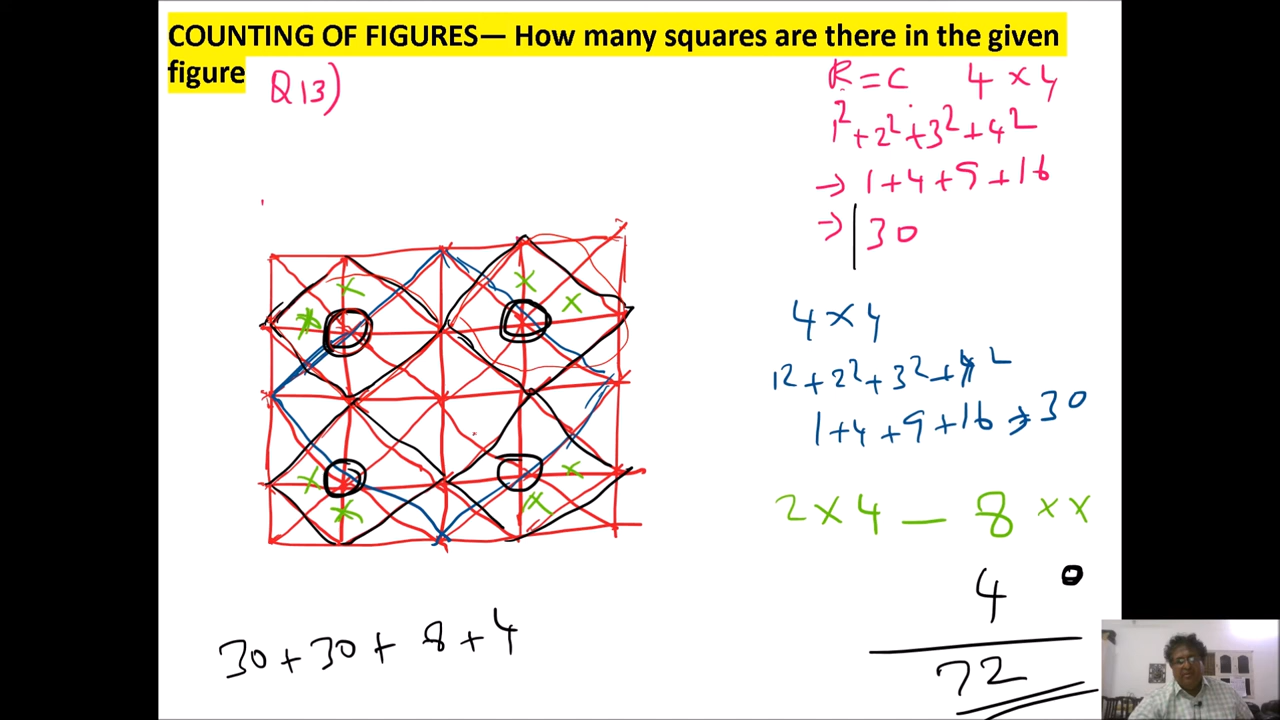 COUNTING OF FIGURES— How many squares are there in the given
figure
Q13)
R = C 4 × 4
1² + 2² + 3² + 4²
→ 1 + 4 + 9 + 16
→ 30
4 × 4
1² + 2² + 3² + 4²
1 + 4 + 9 + 16 → 30
2 × 4 — 8 × ×
4
72
30 + 30 + 8 + 4